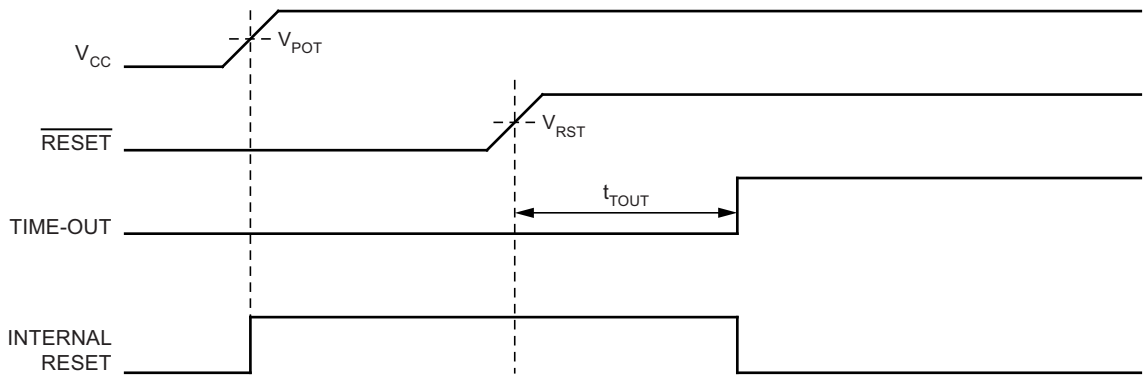 V_CC
V_POT
RESET
V_RST
t_TOUT
TIME-OUT
INTERNAL
RESET